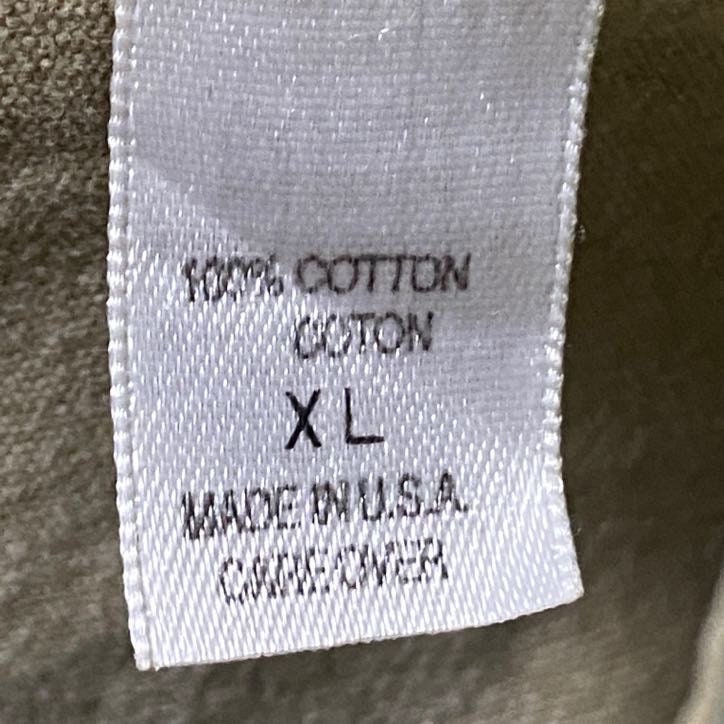 100% COTTON
COTON
XL
MADE IN U.S.A.
CARE OVER